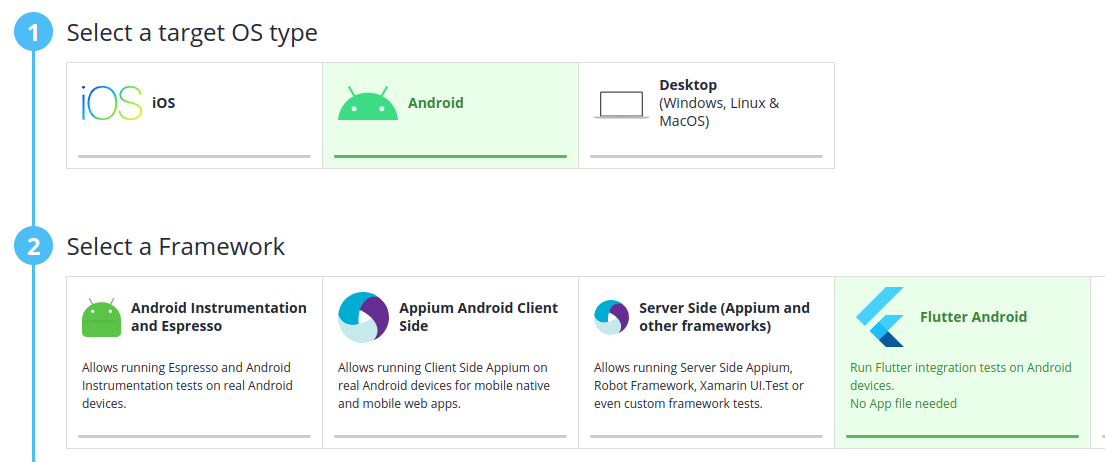 1
Select a target OS type
iOS
iOS
Android
Desktop
(Windows, Linux &
MacOS)
2
Select a Framework
Android Instrumentation
and Espresso
Allows running Espresso and Android
Instrumentation tests on real Android
devices.
Appium Android Client
Side
Allows running Client Side Appium on
real Android devices for mobile native
and mobile web apps.
Server Side (Appium and
other frameworks)
Allows running Server Side Appium,
Robot Framework, Xamarin UI.Test or
even custom framework tests.
Flutter Android
Run Flutter integration tests on Android
devices.
No App file needed